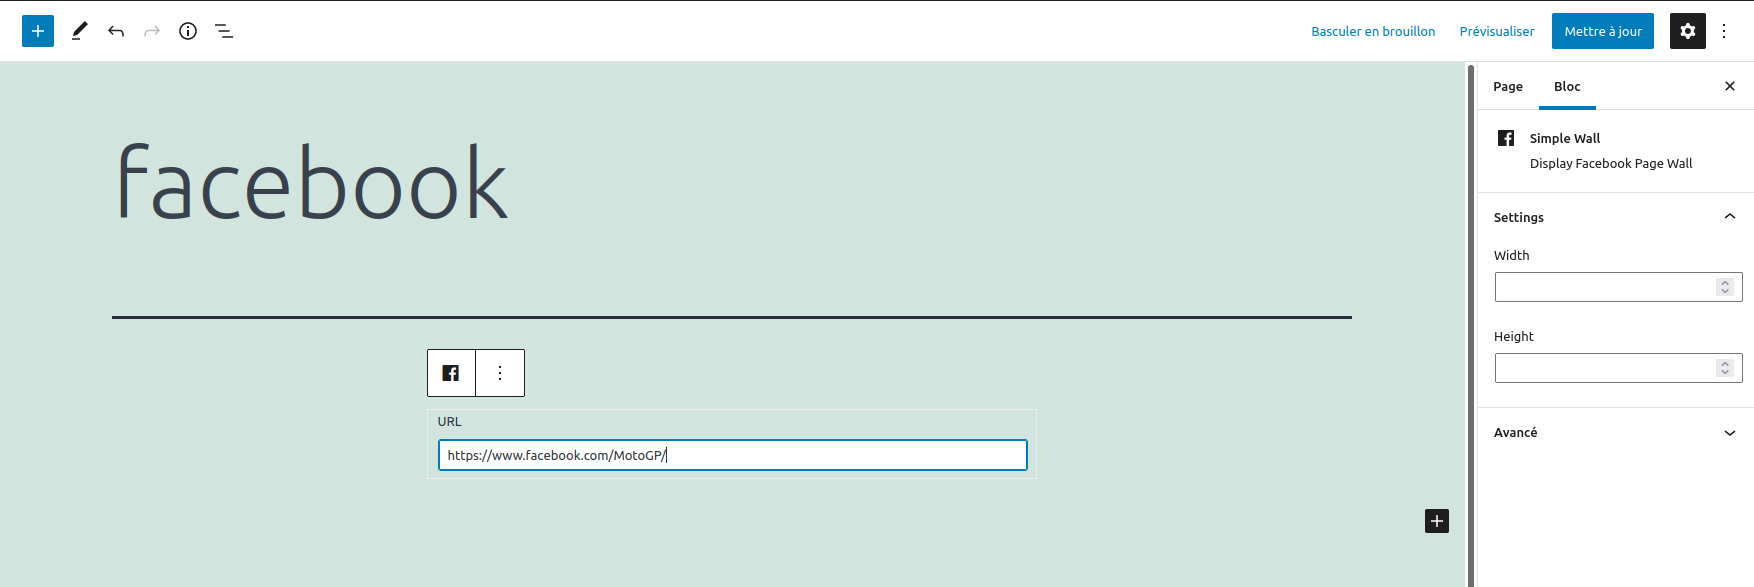 Basculer en brouillon
Prévisualiser
Mettre à jour
Page
Bloc
facebook
Simple Wall
Display Facebook Page Wall
Settings
Width
Height
URL
https://www.facebook.com/MotoGP/
Avancé